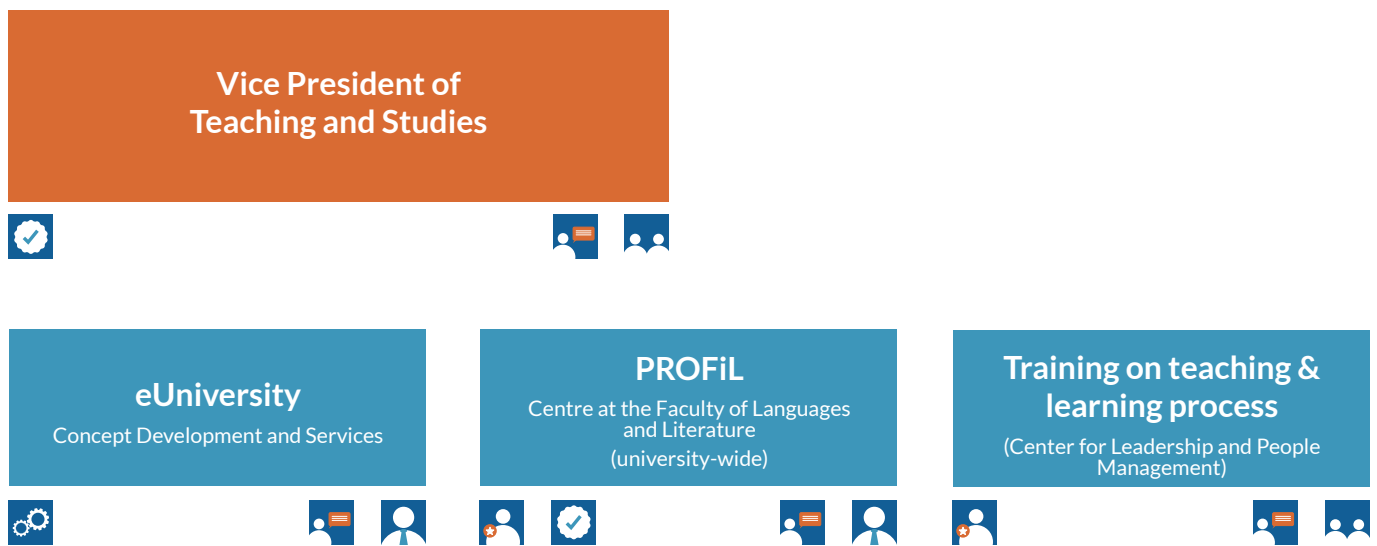 Vice President of
Teaching and Studies
eUniversity
Concept Development and Services
PROFiL
Centre at the Faculty of Languages
and Literature
(university-wide)
Training on teaching &
learning process
(Center for Leadership and People
Management)